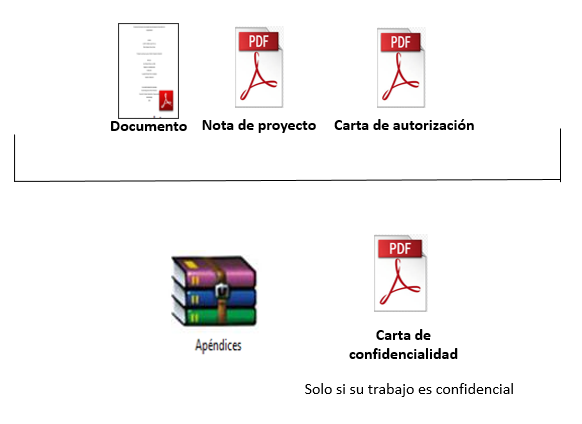 PDF
PDF
Documento
Nota de proyecto
Carta de autorización
PDF
Apéndices
Carta de
confidencialidad
Solo si su trabajo es confidencial